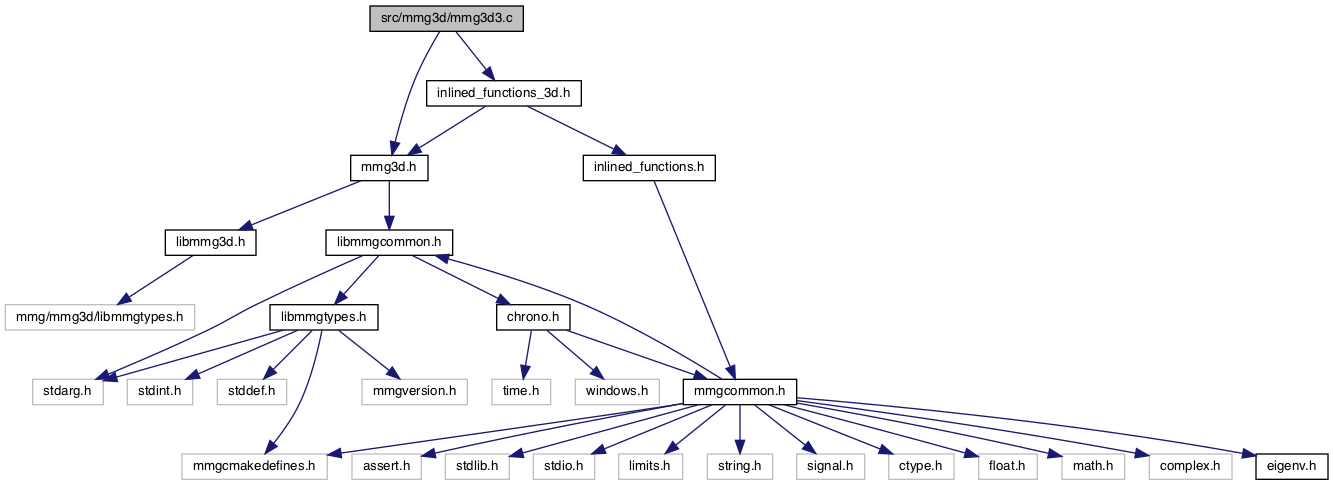 src/mmg3d/mmg3d3.c
inlined_functions_3d.h
mmg3d.h
inlined_functions.h
libmmg3d.h
libmmgcommon.h
mmg/mmg3d/libmmgtypes.h
libmmgtypes.h
chrono.h
stdarg.h
stdint.h
stddef.h
mmgversion.h
time.h
windows.h
mmgcommon.h
mmgcmakedefines.h
assert.h
stdlib.h
stdio.h
limits.h
string.h
signal.h
ctype.h
float.h
math.h
complex.h
eigenv.h